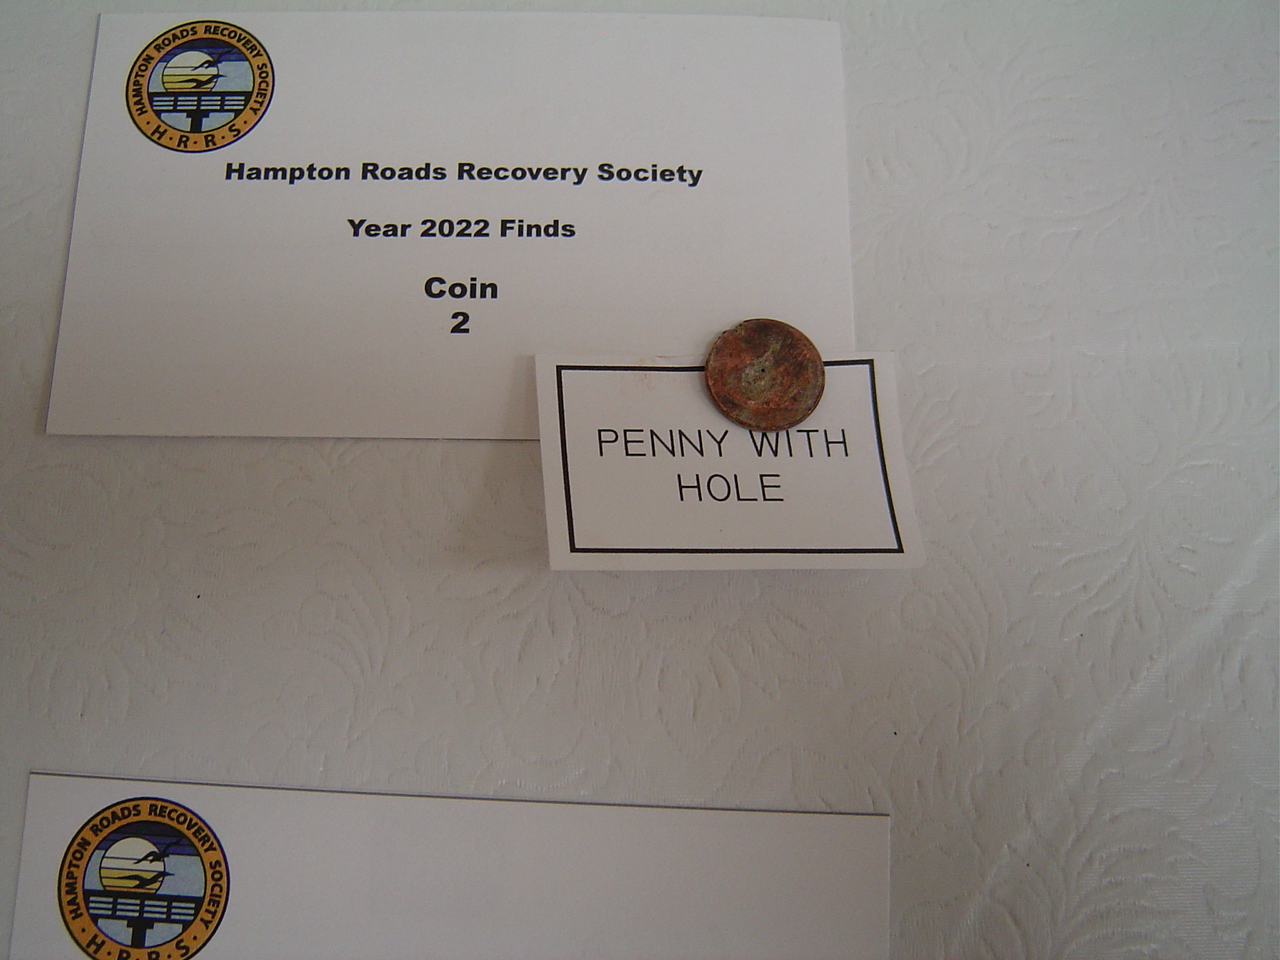 HAMPTON ROADS RECOVERY SOCIETY
· H · R · R · S ·
Hampton Roads Recovery Society
Year 2022 Finds
Coin
2
PENNY WITH
HOLE
HAMPTON ROADS RECOVERY SOCIETY
· H · R · R · S ·